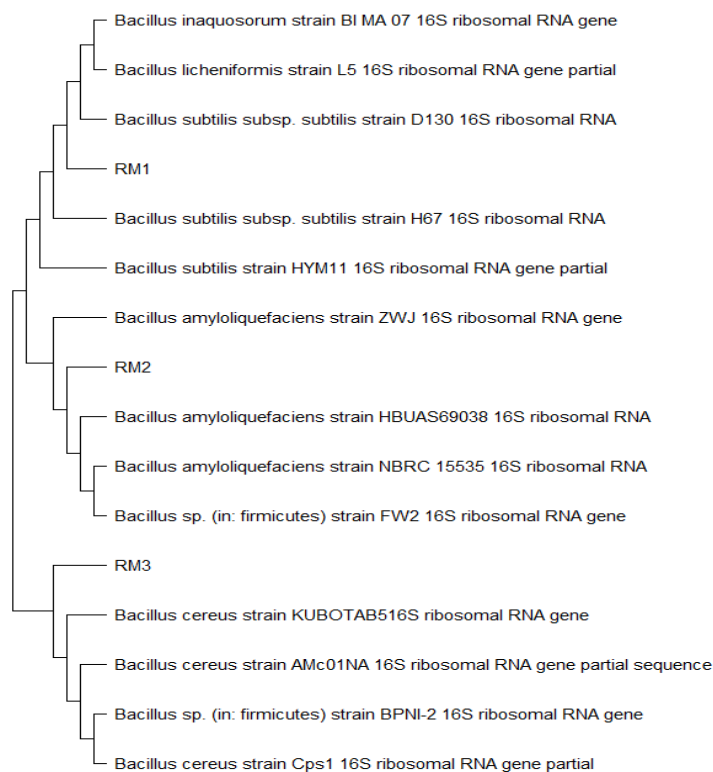 Bacillus inaquosorum strain BI MA 07 16S ribosomal RNA gene
Bacillus licheniformis strain L5 16S ribosomal RNA gene partial
Bacillus subtilis subsp. subtilis strain D130 16S ribosomal RNA
RM1
Bacillus subtilis subsp. subtilis strain H67 16S ribosomal RNA
Bacillus subtilis strain HYM11 16S ribosomal RNA gene partial
Bacillus amyloliquefaciens strain ZWJ 16S ribosomal RNA gene
RM2
Bacillus amyloliquefaciens strain HBUAS69038 16S ribosomal RNA
Bacillus amyloliquefaciens strain NBRC 15535 16S ribosomal RNA
Bacillus sp. (in: firmicutes) strain FW2 16S ribosomal RNA gene
RM3
Bacillus cereus strain KUBOTAB516S ribosomal RNA gene
Bacillus cereus strain AMc01NA 16S ribosomal RNA gene partial sequence
Bacillus sp. (in: firmicutes) strain BPNI-2 16S ribosomal RNA gene
Bacillus cereus strain Cps1 16S ribosomal RNA gene partial